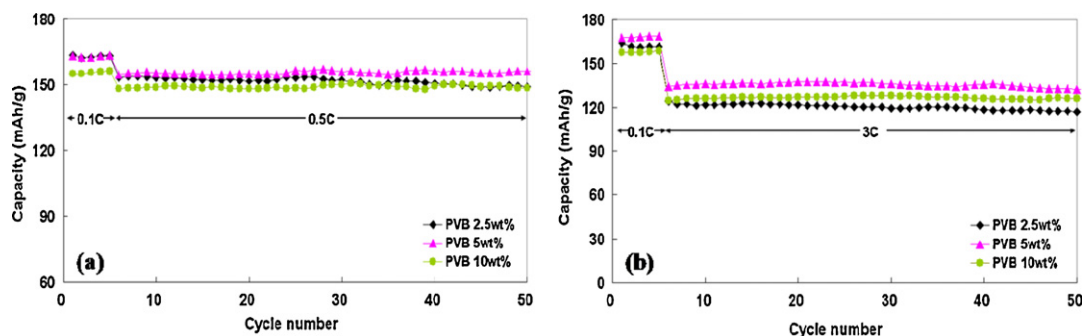 (a)
180
150
120
90
60
Capacity (mAh/g)
0.1C
0.5C
PVB 2.5wt%
PVB 5wt%
PVB 10wt%
0 10 20 30 40 50
Cycle number
(b)
180
150
120
90
60
30
0
Capacity (mAh/g)
0.1C
3C
PVB 2.5wt%
PVB 5wt%
PVB 10wt%
0 10 20 30 40 50
Cycle number